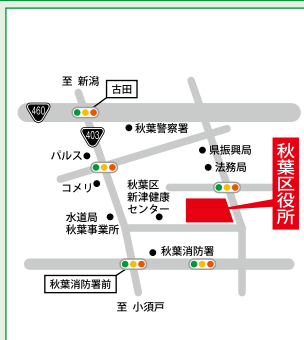 至 新潟
古田
460
403
秋葉警察署
県振興局
パルス
法務局
コメリ
秋葉区
新津健康
センター
秋葉区役所
水道局
秋葉事業所
秋葉消防署
秋葉消防署前
至 小須戸